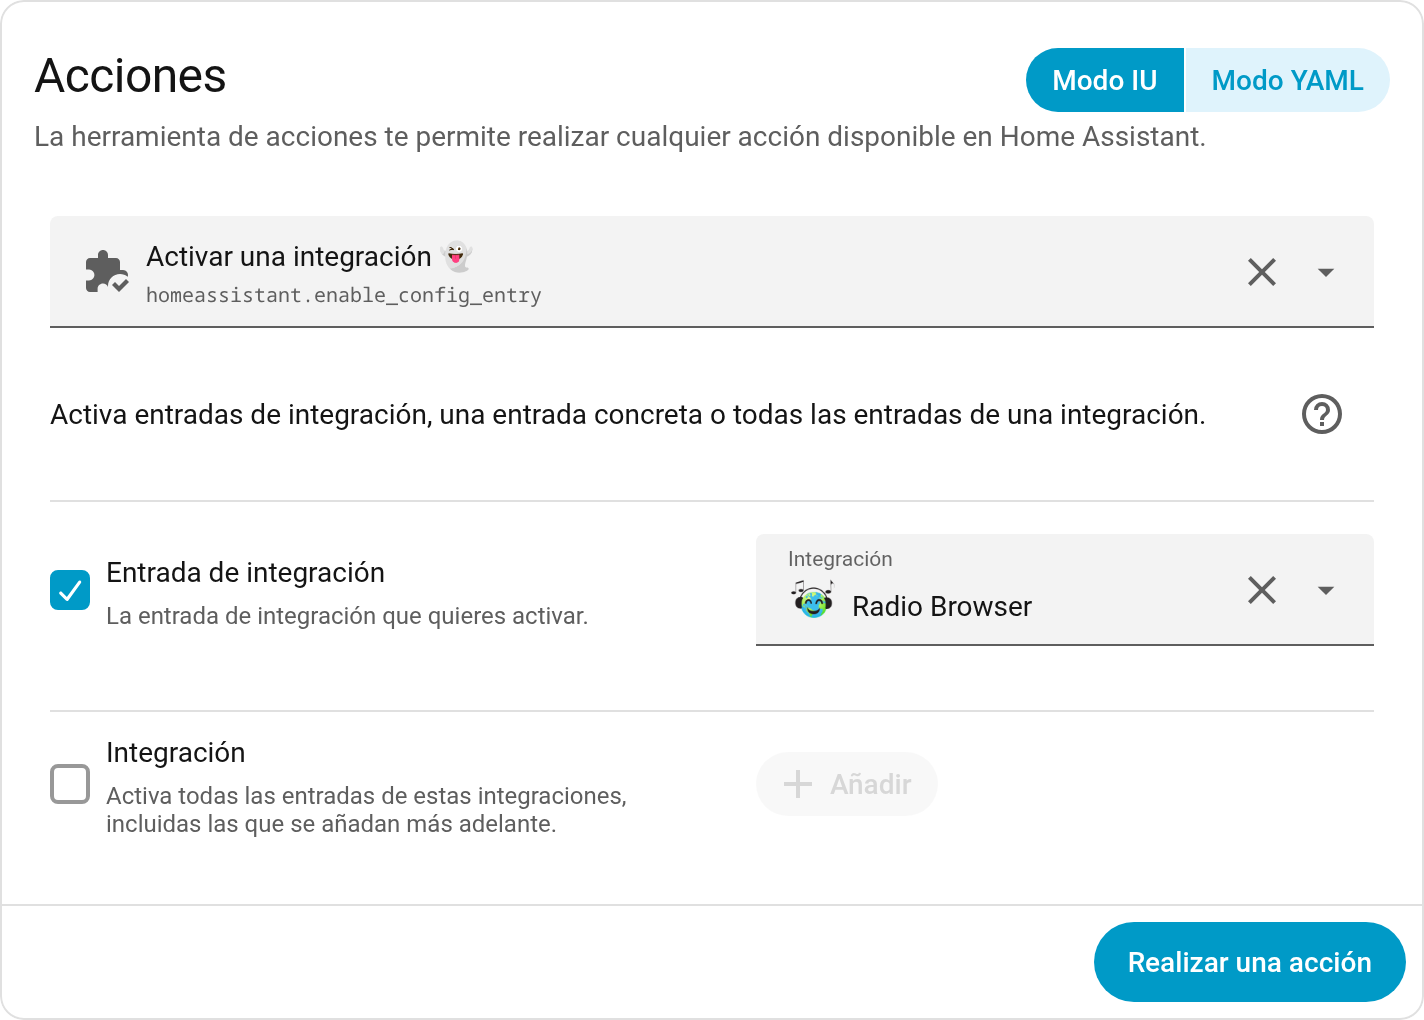 Acciones
Modo IU
Modo YAML
La herramienta de acciones te permite realizar cualquier acción disponible en Home Assistant.
Activar una integración 👻
homeassistant.enable_config_entry
Activa entradas de integración, una entrada concreta o todas las entradas de una integración.
Entrada de integración
La entrada de integración que quieres activar.
Integración
Radio Browser
Integración
Activa todas las entradas de estas integraciones,
incluidas las que se añadan más adelante.
Añadir
Realizar una acción